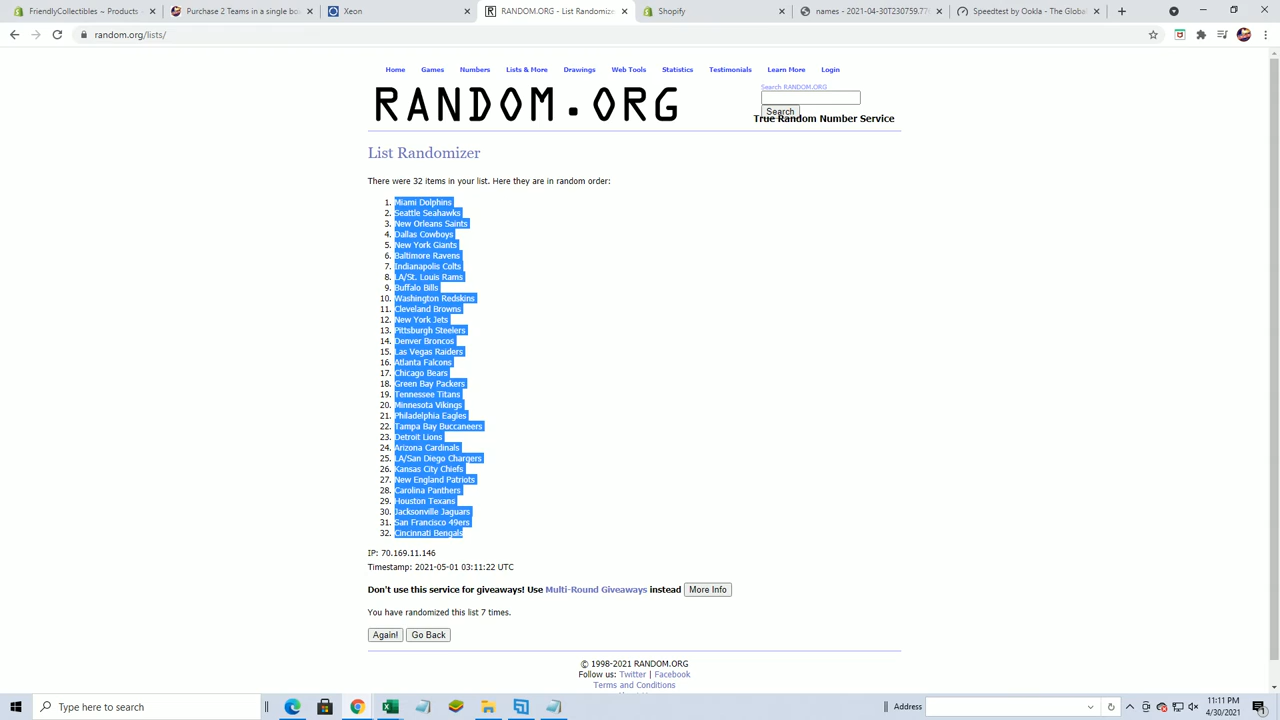 FriendlyCollectibles ~ Products
Purchase 2 Teams in a single bo
Xeon
RANDOM.ORG - List Randomizer
Shopify
news - 2021-04-30T230759.77
Speedtest by Ookla - The Globa
random.org/lists/
Home Games Numbers Lists & More Drawings Web Tools Statistics Testimonials Learn More Login
RANDOM.ORG
Search RANDOM.ORG
Search
True Random Number Service
List Randomizer
There were 32 items in your list. Here they are in random order:
1. Miami Dolphins
2. Seattle Seahawks
3. New Orleans Saints
4. Dallas Cowboys
5. New York Giants
6. Baltimore Ravens
7. Indianapolis Colts
8. LA/St. Louis Rams
9. Buffalo Bills
10. Washington Redskins
11. Cleveland Browns
12. New York Jets
13. Pittsburgh Steelers
14. Denver Broncos
15. Las Vegas Raiders
16. Atlanta Falcons
17. Chicago Bears
18. Green Bay Packers
19. Tennessee Titans
20. Minnesota Vikings
21. Philadelphia Eagles
22. Tampa Bay Buccaneers
23. Detroit Lions
24. Arizona Cardinals
25. LA/San Diego Chargers
26. Kansas City Chiefs
27. New England Patriots
28. Carolina Panthers
29. Houston Texans
30. Jacksonville Jaguars
31. San Francisco 49ers
32. Cincinnati Bengals
IP: 70.169.11.146
Timestamp: 2021-05-01 03:11:22 UTC
Don't use this service for giveaways! Use Multi-Round Giveaways instead More Info
You have randomized this list 7 times.
Again! Go Back
© 1998-2021 RANDOM.ORG
Follow us: Twitter | Facebook
Terms and Conditions
Type here to search
Address
11:11 PM
4/30/2021